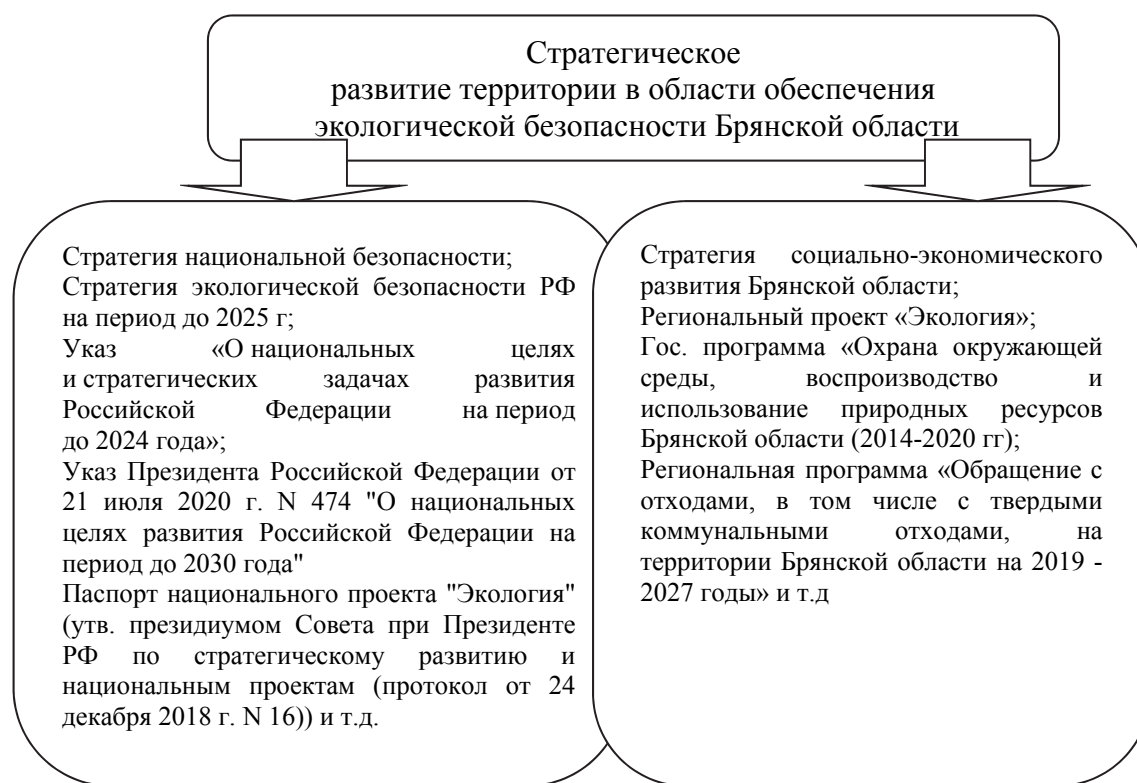 Стратегическое
развитие территории в области обеспечения
экологической безопасности Брянской области
Стратегия национальной безопасности;
Стратегия экологической безопасности РФ
на период до 2025 г;
Указ «О национальных целях
и стратегических задачах развития
Российской Федерации на период
до 2024 года»;
Указ Президента Российской Федерации от
21 июля 2020 г. N 474 "О национальных
целях развития Российской Федерации на
период до 2030 года"
Паспорт национального проекта "Экология"
(утв. президиумом Совета при Президенте
РФ по стратегическому развитию и
национальным проектам (протокол от 24
декабря 2018 г. N 16)) и т.д.
Стратегия социально-экономического
развития Брянской области;
Региональный проект «Экология»;
Гос. программа «Охрана окружающей
среды, воспроизводство и
использование природных ресурсов
Брянской области (2014-2020 гг);
Региональная программа «Обращение с
отходами, в том числе с твердыми
коммунальными отходами, на
территории Брянской области на 2019 -
2027 годы» и т.д